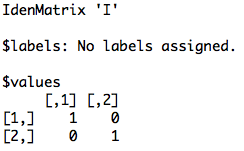 IdenMatrix 'I'
$labels: No labels assigned.
$values
     [,1] [,2]
[1,]    1    0
[2,]    0    1